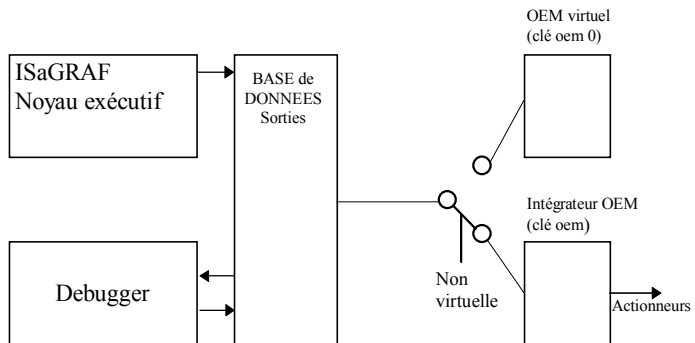 OEM virtuel
(clé oem 0)
ISaGRAF
Noyau exécutif
BASE de
DONNEES
Sorties
Intégrateur OEM
(clé oem)
Non
virtuelle
Debugger
Actionneurs